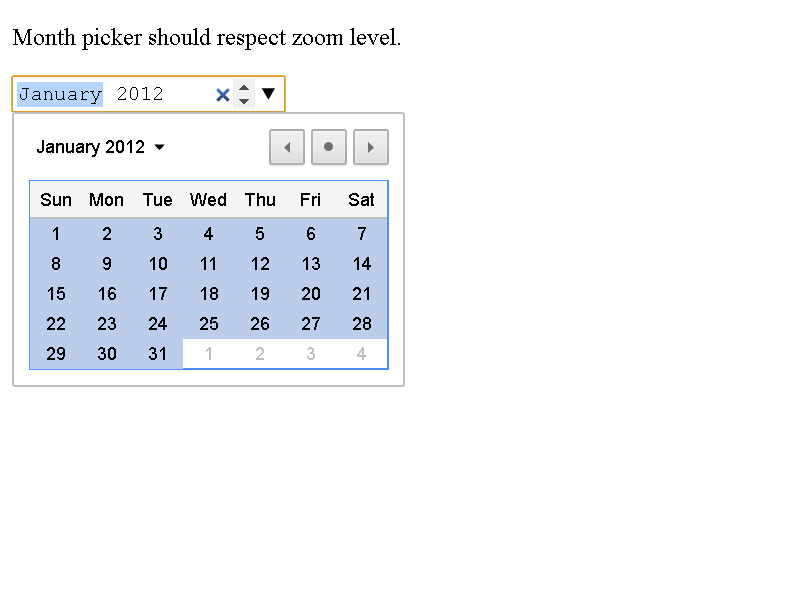 Month picker should respect zoom level.
January 2012
January 2012
Sun Mon Tue Wed Thu Fri Sat
1 2 3 4 5 6 7
8 9 10 11 12 13 14
15 16 17 18 19 20 21
22 23 24 25 26 27 28
29 30 31 1 2 3 4